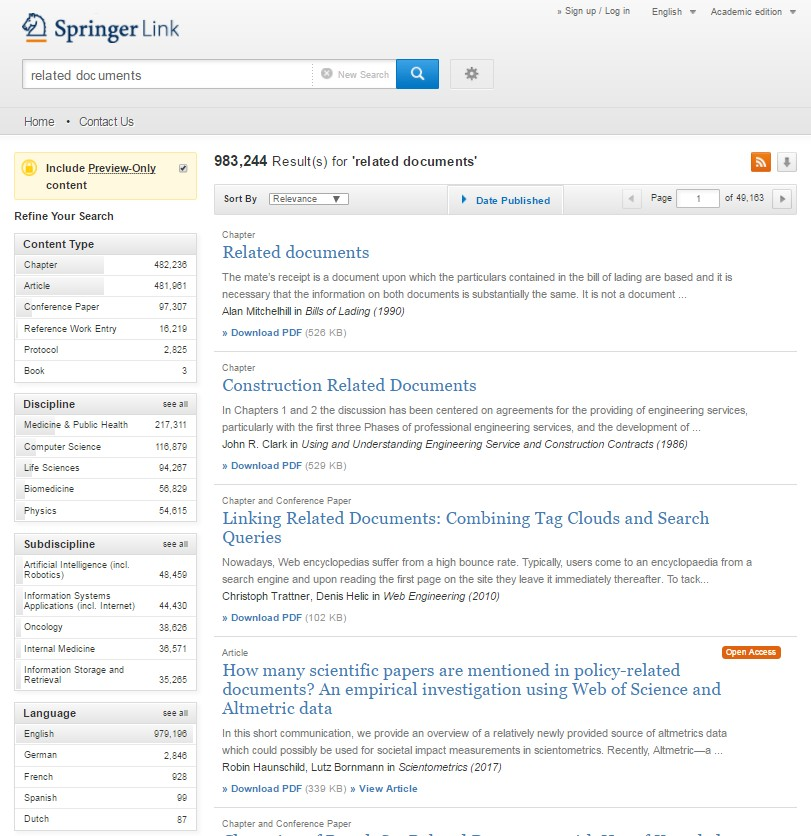 Springer Link
» Sign up / Log in English Academic edition
related documents New Search
Home • Contact Us
Include Preview-Only
content
Refine Your Search
Content Type
Chapter 482,236
Article 481,961
Conference Paper 97,307
Reference Work Entry 16,219
Protocol 2,825
Book 3
Discipline see all
Medicine & Public Health 217,311
Computer Science 116,879
Life Sciences 94,267
Biomedicine 56,829
Physics 54,615
Subdiscipline see all
Artificial Intelligence (incl.
Robotics) 48,459
Information Systems
Applications (incl. Internet) 44,430
Oncology 38,626
Internal Medicine 36,571
Information Storage and
Retrieval 35,265
Language see all
English 979,196
German 2,846
French 928
Spanish 99
Dutch 87
983,244 Result(s) for 'related documents'
Sort By Relevance Date Published Page 1 of 49,163
Chapter
Related documents
The mate's receipt is a document upon which the particulars contained in the bill of lading are based and it is
necessary that the information on both documents is substantially the same. It is not a document ...
Alan Mitchelhill in Bills of Lading (1990)
» Download PDF (526 KB)
Chapter
Construction Related Documents
In Chapters 1 and 2 the discussion has been centered on agreements for the providing of engineering services,
particularly with the first three Phases of professional engineering services, and the development of ...
John R. Clark in Using and Understanding Engineering Service and Construction Contracts (1986)
» Download PDF (529 KB)
Chapter and Conference Paper
Linking Related Documents: Combining Tag Clouds and Search
Queries
Nowadays, Web encyclopedias suffer from a high bounce rate. Typically, users come to an encyclopaedia from a
search engine and upon reading the first page on the site they leave it immediately thereafter. To tack...
Christoph Trattner, Denis Helic in Web Engineering (2010)
» Download PDF (102 KB)
Article Open Access
How many scientific papers are mentioned in policy-related
documents? An empirical investigation using Web of Science and
Altmetric data
In this short communication, we provide an overview of a relatively newly provided source of altmetrics data
which could possibly be used for societal impact measurements in scientometrics. Recently, Altmetric—a ...
Robin Haunschild, Lutz Bornmann in Scientometrics (2017)
» Download PDF (339 KB) » View Article
Chapter and Conference Paper